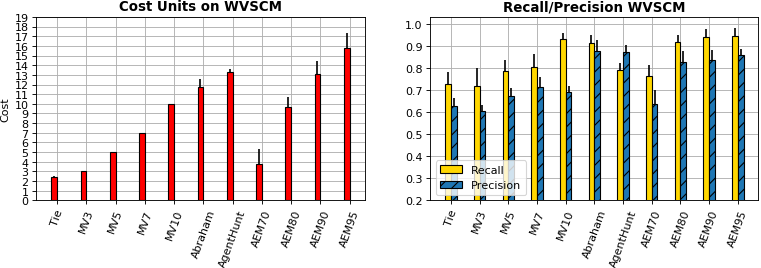 Cost Units on WVSCM
Cost
19
18
17
16
15
14
13
12
11
10
9
8
7
6
5
4
3
2
1
0
Tie
MV3
MV5
MV7
MV10
Abraham
AgentHunt
AEM70
AEM80
AEM90
AEM95
Recall/Precision WVSCM
1.0
0.9
0.8
0.7
0.6
0.5
0.4
0.3
0.2
Recall
Precision
Tie
MV3
MV5
MV7
MV10
Abraham
AgentHunt
AEM70
AEM80
AEM90
AEM95